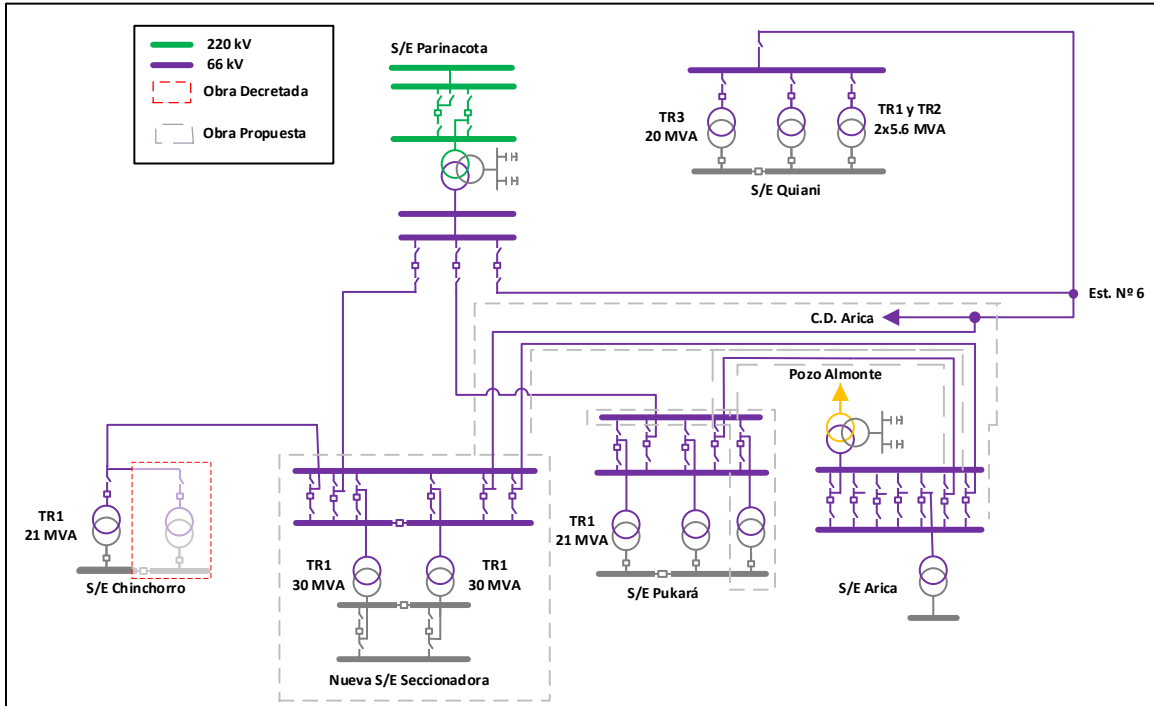 220 kV
66 kV
Obra Decretada
Obra Propuesta
S/E Parinacota
TR3
20 MVA
TR1 y TR2
2x5.6 MVA
S/E Quiani
Est. Nº 6
C.D. Arica
Pozo Almonte
TR1
21 MVA
S/E Chinchorro
TR1
30 MVA
TR1
30 MVA
Nueva S/E Seccionadora
TR1
21 MVA
S/E Pukará
S/E Arica